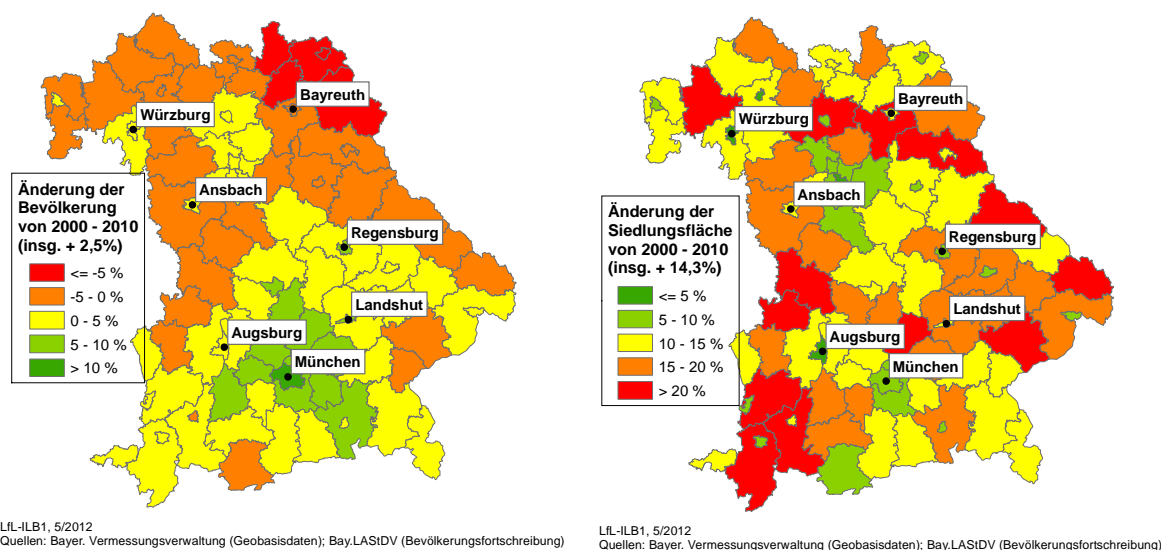 Bayreuth
Würzburg
Änderung der
Bevölkerung
von 2000 - 2010
(insg. + 2,5%)
<= -5 %
-5 - 0 %
0 - 5 %
5 - 10 %
> 10 %
Ansbach
Regensburg
Landshut
Augsburg
München
LfL-ILB1, 5/2012
Quellen: Bayer. Vermessungsverwaltung (Geobasisdaten); Bay.LAStDV (Bevölkerungsfortschreibung)
Bayreuth
Würzburg
Ansbach
Änderung der
Siedlungsfläche
von 2000 - 2010
(insg. + 14,3%)
<= 5 %
5 - 10 %
10 - 15 %
15 - 20 %
> 20 %
Regensburg
Landshut
Augsburg
München
LfL-ILB1, 5/2012
Quellen: Bayer. Vermessungsverwaltung (Geobasisdaten); Bay.LAStDV (Bevölkerungsfortschreibung)